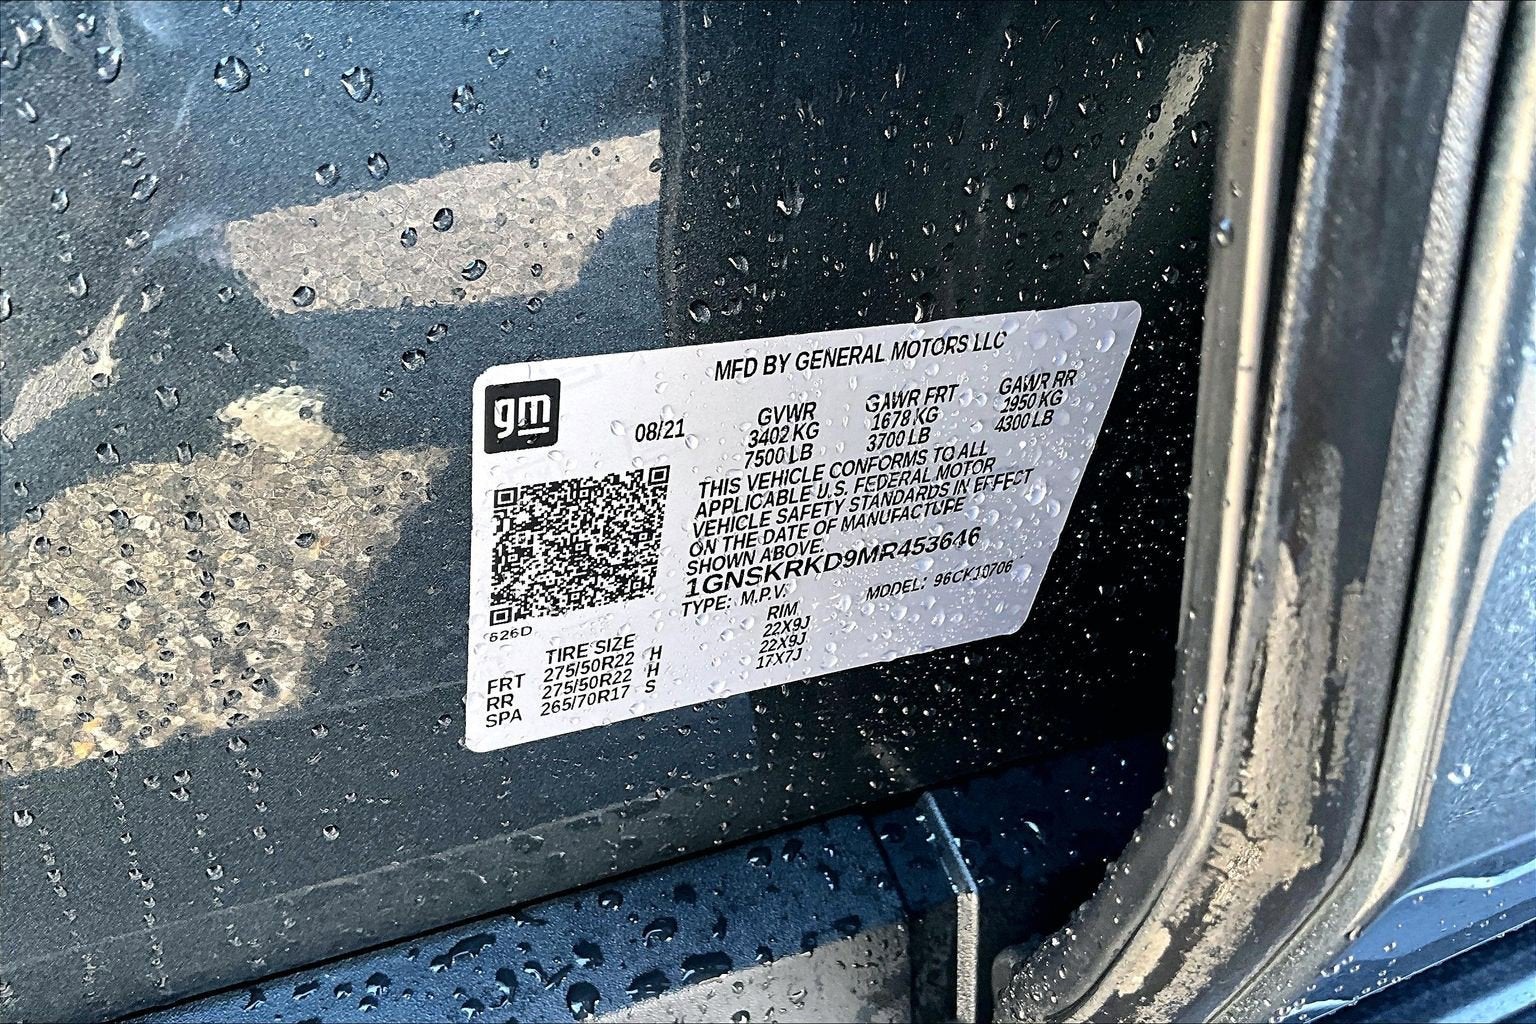 MFD BY GENERAL MOTORS LLC
gm
08/21
GVWR GAWR FRT GAWR RR
3402 KG 1678 KG 1950 KG
7500 LB 3700 LB 4300 LB
THIS VEHICLE CONFORMS TO ALL
APPLICABLE U.S. FEDERAL MOTOR
VEHICLE SAFETY STANDARDS IN EFFECT
ON THE DATE OF MANUFACTURE
SHOWN ABOVE.
1GNSKRKD9MR453646
TYPE: M.P.V. MODEL: 96CK10706
626D
TIRE SIZE RIM
FRT 275/50R22 H 22X9J
RR 275/50R22 H 22X9J
SPA 265/70R17 S 17X7J